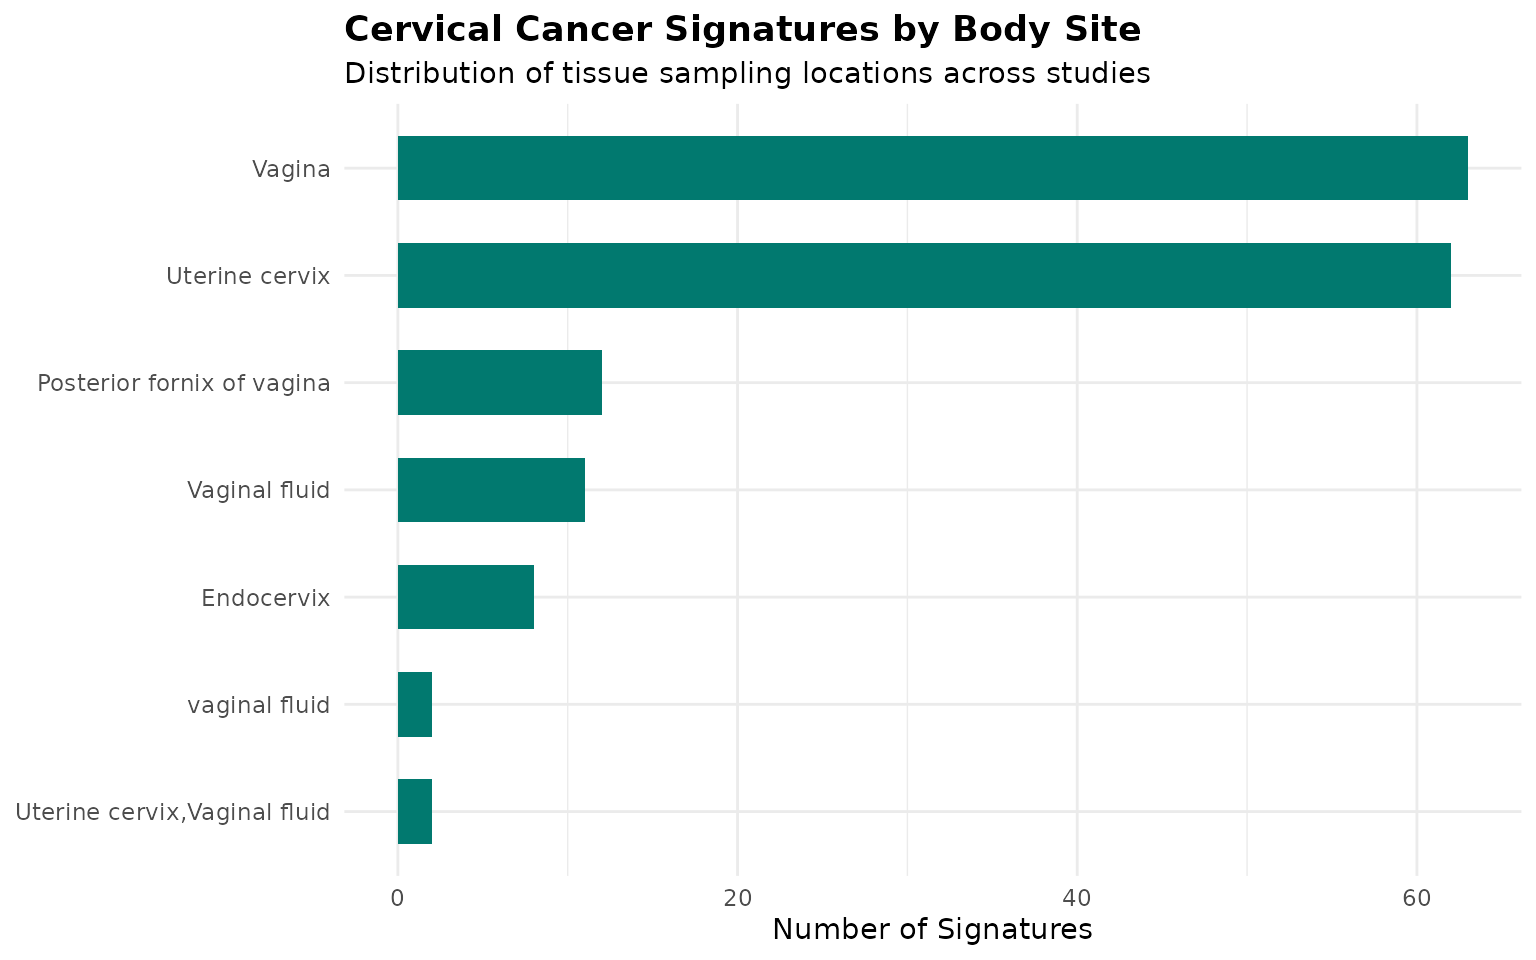 Cervical Cancer Signatures by Body Site
Distribution of tissue sampling locations across studies
Vagina
Uterine cervix
Posterior fornix of vagina
Vaginal fluid
Endocervix
vaginal fluid
Uterine cervix,Vaginal fluid
0 20 40 60
Number of Signatures